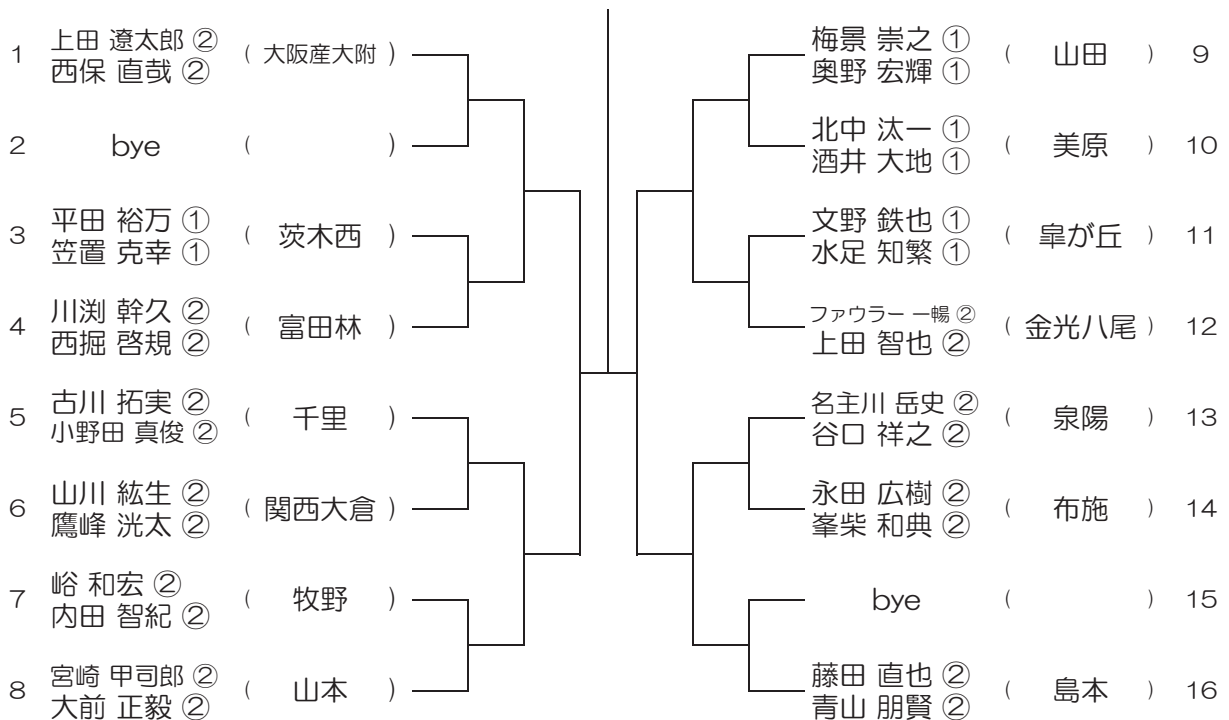 1 上田 遼太郎 ② ( 大阪産大附 )
西保 直哉 ②
2 bye ( )
3 平田 裕万 ① ( 茨木西 )
笠置 克幸 ①
4 川渕 幹久 ② ( 富田林 )
西堀 啓規 ②
5 古川 拓実 ② ( 千里 )
小野田 真俊 ②
6 山川 紘生 ② ( 関西大倉 )
鷹峰 洸太 ②
7 峪 和宏 ② ( 牧野 )
内田 智紀 ②
8 宮崎 甲司郎 ② ( 山本 )
大前 正毅 ②
梅景 崇之 ① ( 山田 ) 9
奥野 宏輝 ①
北中 汰一 ① ( 美原 ) 10
酒井 大地 ①
文野 鉄也 ① ( 皐が丘 ) 11
水足 知繁 ①
ファウラー 一暢 ② ( 金光八尾 ) 12
上田 智也 ②
名主川 岳史 ② ( 泉陽 ) 13
谷口 祥之 ②
永田 広樹 ② ( 布施 ) 14
峯柴 和典 ②
bye ( ) 15
藤田 直也 ② ( 島本 ) 16
青山 朋賢 ②